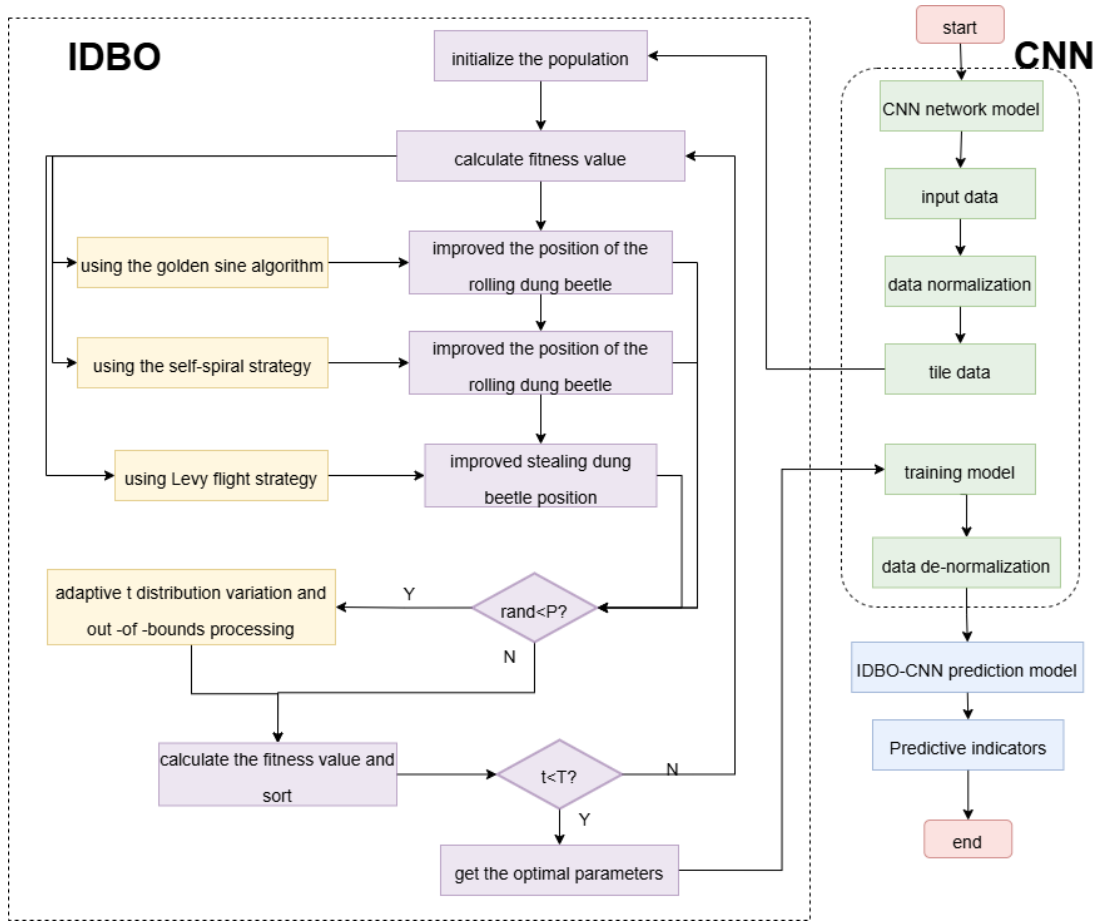 IDBO
initialize the population
calculate fitness value
using the golden sine algorithm
improved the position of the
rolling dung beetle
using the self-spiral strategy
improved the position of the
rolling dung beetle
using Levy flight strategy
improved stealing dung
beetle position
adaptive t distribution variation and
out -of -bounds processing
Y
rand<P?
N
calculate the fitness value and
sort
t<T?
N
Y
get the optimal parameters
start
CNN
CNN network model
input data
data normalization
tile data
training model
data de-normalization
IDBO-CNN prediction model
Predictive indicators
end